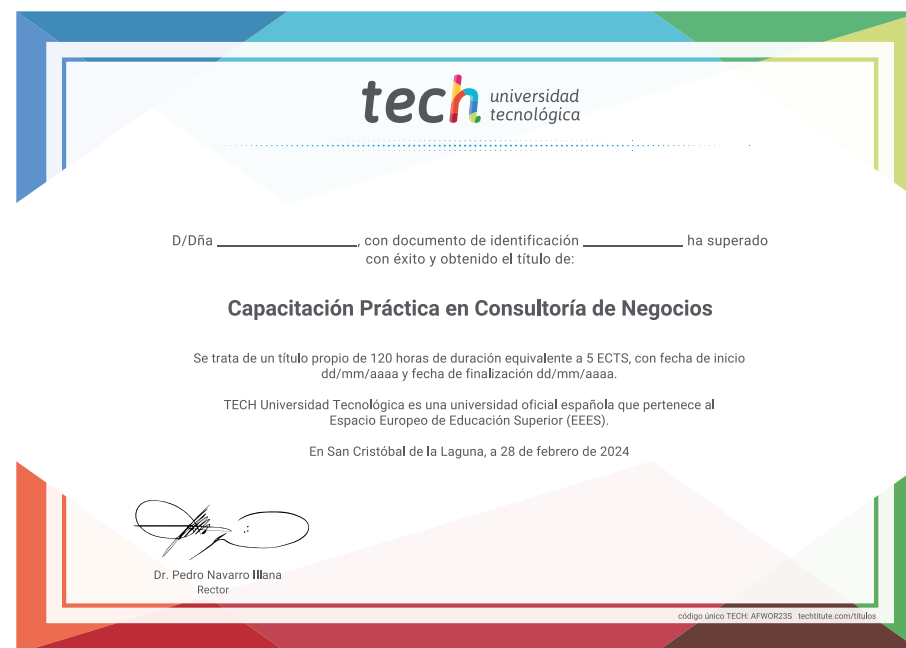 tech universidad
tecnológica
D/Dña ____________________, con documento de identificación ______________ ha superado
con éxito y obtenido el título de:
Capacitación Práctica en Consultoría de Negocios
Se trata de un título propio de 120 horas de duración equivalente a 5 ECTS, con fecha de inicio
dd/mm/aaaa y fecha de finalización dd/mm/aaaa.
TECH Universidad Tecnológica es una universidad oficial española que pertenece al
Espacio Europeo de Educación Superior (EEES).
En San Cristóbal de la Laguna, a 28 de febrero de 2024
Dr. Pedro Navarro Illana
Rector
código único TECH: AFWOR23S techtitute.com/titulos